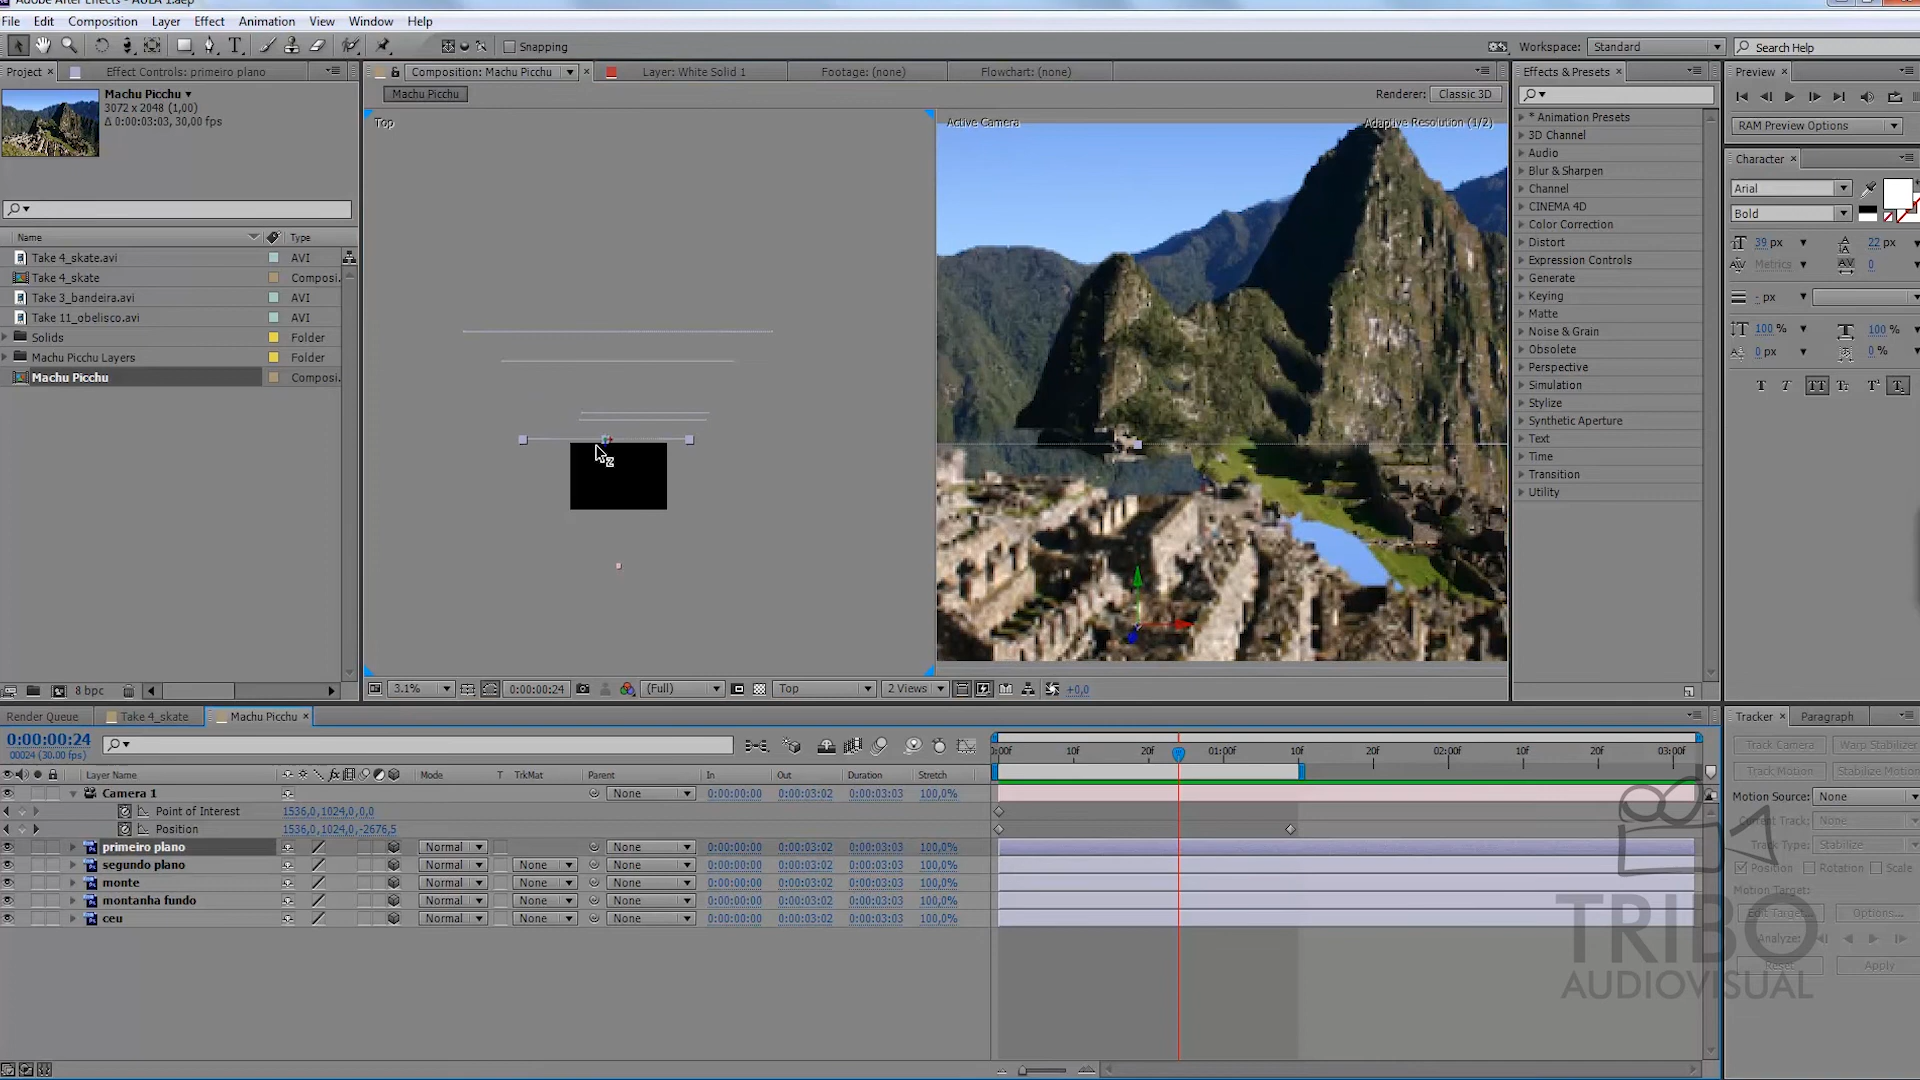 Adobe After Effects - AULA 1.aep
File Edit Composition Layer Effect Animation View Window Help
Snapping
Workspace: Standard
Search Help
Project Effect Controls: primeiro plano
Machu Picchu
3072 x 2048 (1,00)
Δ 0:00:03:03, 30,00 fps
Name Type
Take 4_skate.avi AVI
Take 4_skate Composi
Take 3_bandeira.avi AVI
Take 11_obelisco.avi AVI
Solids Folder
Machu Picchu Layers Folder
Machu Picchu Composi
8 bpc
Composition: Machu Picchu Layer: White Solid 1 Footage: (none) Flowchart: (none)
Machu Picchu
Renderer: Classic 3D
Top
Active Camera
Adaptive Resolution (1/2)
3.1% 0:00:00:24 (Full) Top 2 Views +0,0
Effects & Presets
* Animation Presets
3D Channel
Audio
Blur & Sharpen
Channel
CINEMA 4D
Color Correction
Distort
Expression Controls
Generate
Keying
Matte
Noise & Grain
Obsolete
Perspective
Simulation
Stylize
Synthetic Aperture
Text
Time
Transition
Utility
Preview
RAM Preview Options
Character
Arial
Bold
39 px 22 px
Metrics 0
- px
100 % 100 %
0 px 0 %
T T TT Tr T¹ T₁
Render Queue Take 4_skate Machu Picchu
0:00:00:24
00024 (30.00 fps)
Layer Name Mode T TrkMat Parent In Out Duration Stretch
Camera 1 None 0:00:00:00 0:00:03:02 0:00:03:03 100,0%
Point of Interest 1536,0,1024,0,0,0
Position 1536,0,1024,0,-2676,5
primeiro plano Normal None 0:00:00:00 0:00:03:02 0:00:03:03 100,0%
segundo plano Normal None None 0:00:00:00 0:00:03:02 0:00:03:03 100,0%
monte Normal None None 0:00:00:00 0:00:03:02 0:00:03:03 100,0%
montanha fundo Normal None None 0:00:00:00 0:00:03:02 0:00:03:03 100,0%
ceu Normal None None 0:00:00:00 0:00:03:02 0:00:03:03 100,0%
):00f 10f 20f 01:00f 10f 20f 02:00f 10f 20f 03:00f
Tracker Paragraph
Track Camera Warp Stabilizer
Track Motion Stabilize Motion
Motion Source: None
Current Track: None
Track Type: Stabilize
Position Rotation Scale
Motion Target:
Edit Target... Options...
Analyze:
Reset Apply
TRIBO
AUDIOVISUAL